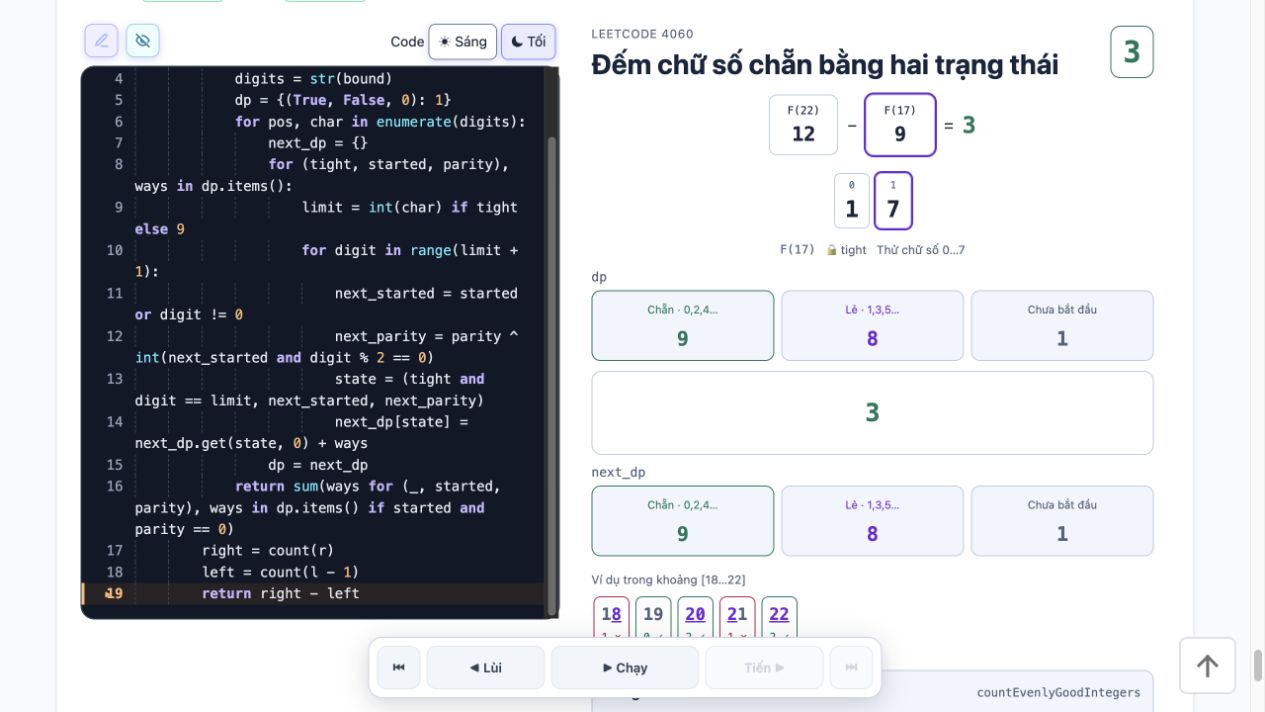 Code ☀ Sáng Tối
4 digits = str(bound)
5 dp = {(True, False, 0): 1}
6 for pos, char in enumerate(digits):
7 next_dp = {}
8 for (tight, started, parity),
ways in dp.items():
9 limit = int(char) if tight
else 9
10 for digit in range(limit +
1):
11 next_started = started
or digit != 0
12 next_parity = parity ^
int(next_started and digit % 2 == 0)
13 state = (tight and
digit == limit, next_started, next_parity)
14 next_dp[state] =
next_dp.get(state, 0) + ways
15 dp = next_dp
16 return sum(ways for (_, started,
parity), ways in dp.items() if started and
parity == 0)
17 right = count(r)
18 left = count(l - 1)
19 return right - left
LEETCODE 4060
Đếm chữ số chẵn bằng hai trạng thái
3
F(22) F(17)
12 − 9 = 3
0 1
1 7
F(17) 🔒 tight Thử chữ số 0…7
dp
Chẵn · 0,2,4… Lẻ · 1,3,5… Chưa bắt đầu
9 8 1
3
next_dp
Chẵn · 0,2,4… Lẻ · 1,3,5… Chưa bắt đầu
9 8 1
Ví dụ trong khoảng [18…22]
18 19 20 21 22
⏮ ◀ Lùi ▶ Chạy Tiến ▶ ⏭
countEvenlyGoodIntegers